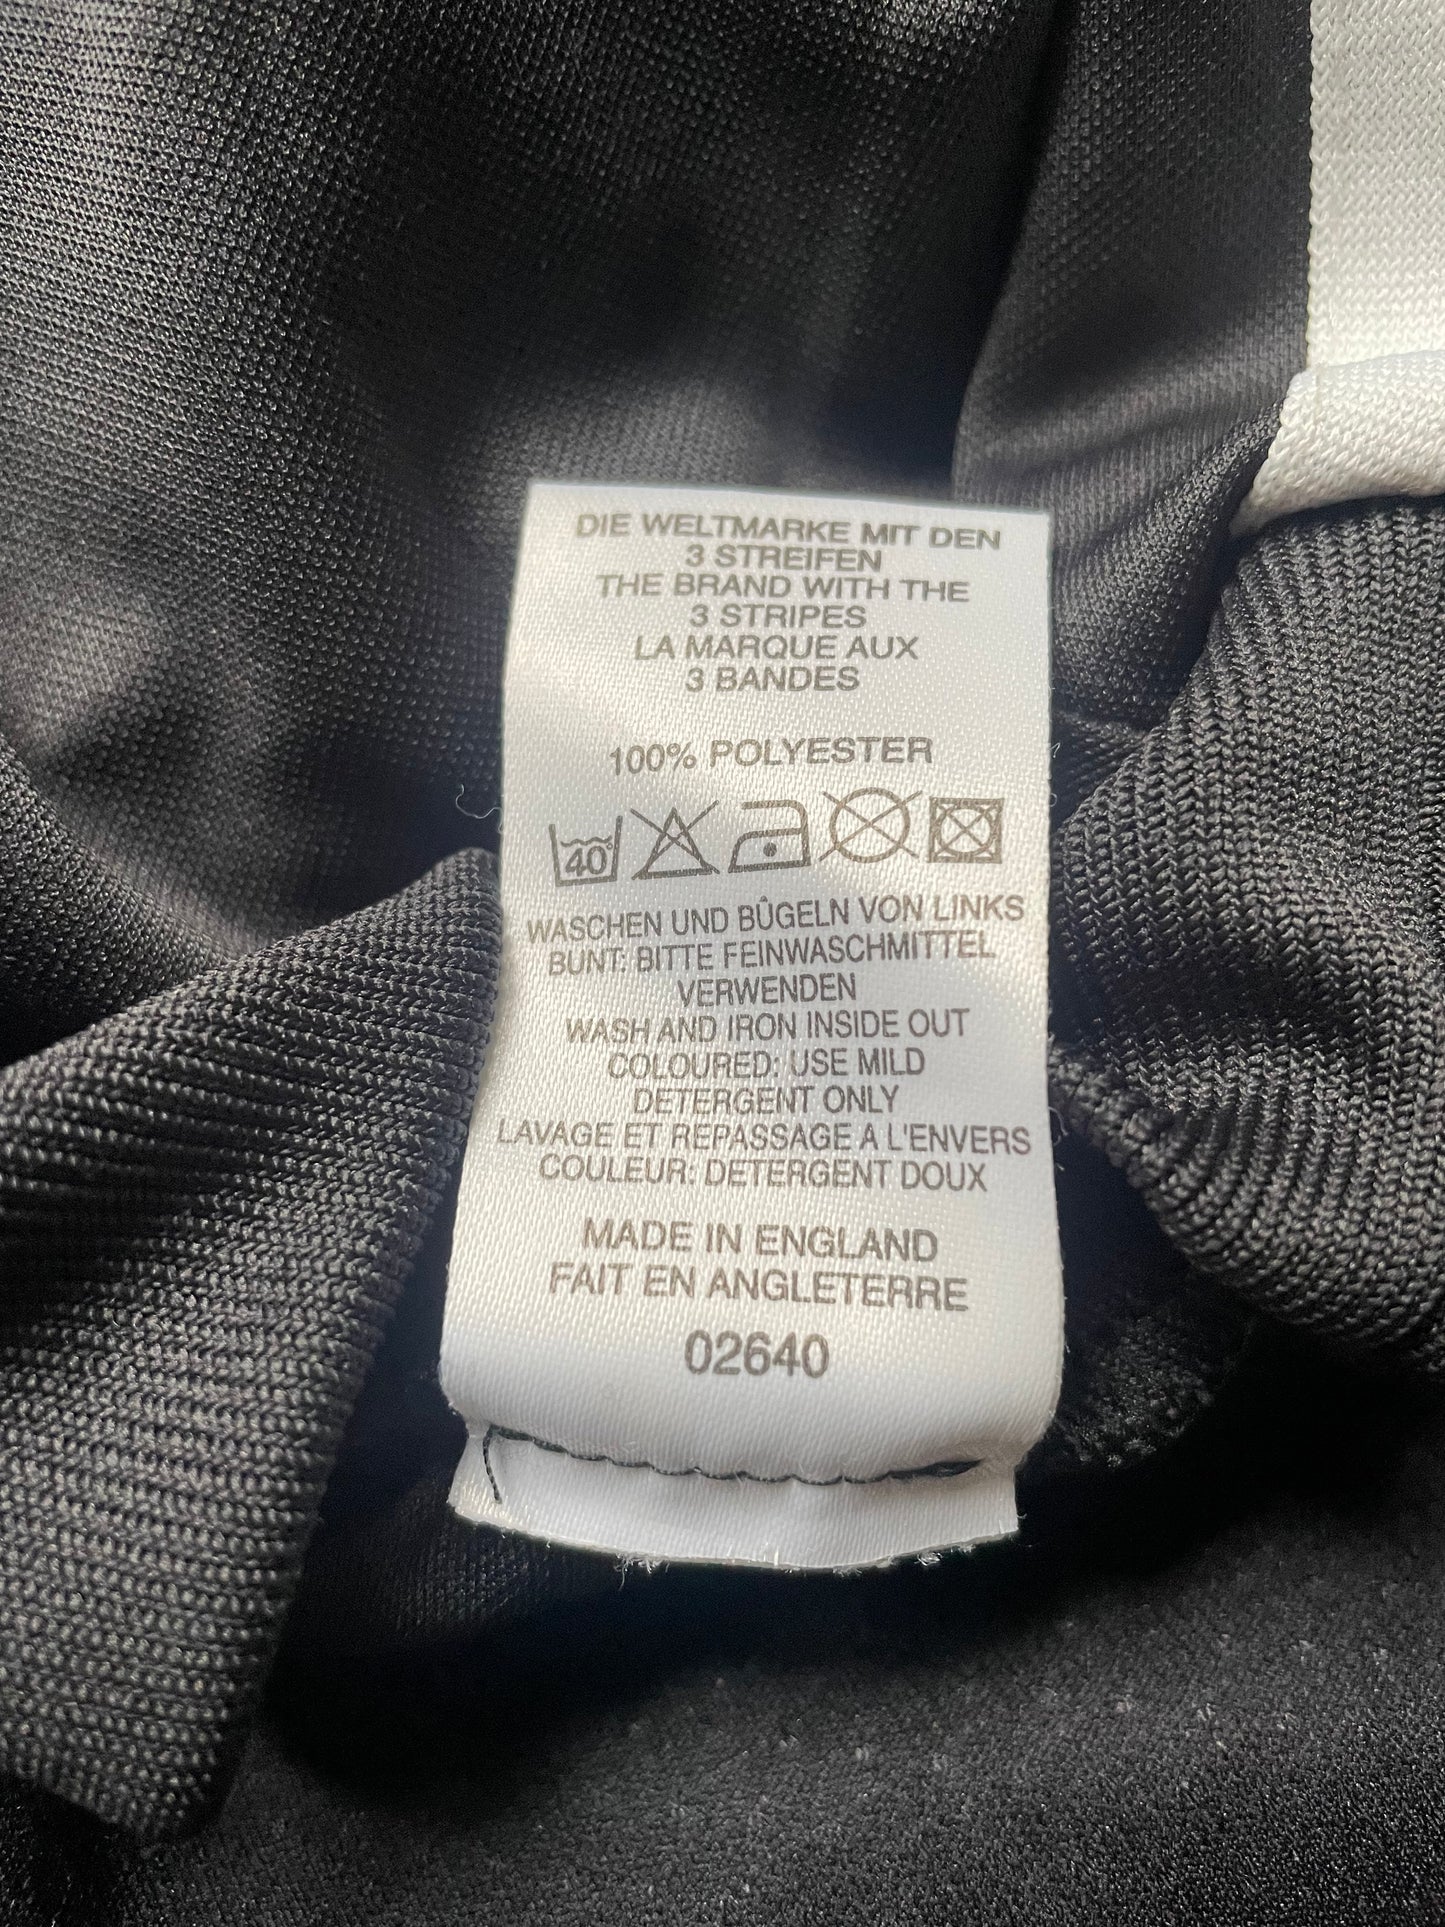 DIE WELTMARKE MIT DEN
3 STREIFEN
THE BRAND WITH THE
3 STRIPES
LA MARQUE AUX
3 BANDES
100% POLYESTER
40°
WASCHEN UND BÛGELN VON LINKS
BUNT: BITTE FEINWASCHMITTEL
VERWENDEN
WASH AND IRON INSIDE OUT
COLOURED: USE MILD
DETERGENT ONLY
LAVAGE ET REPASSAGE A L'ENVERS
COULEUR: DETERGENT DOUX
MADE IN ENGLAND
FAIT EN ANGLETERRE
02640